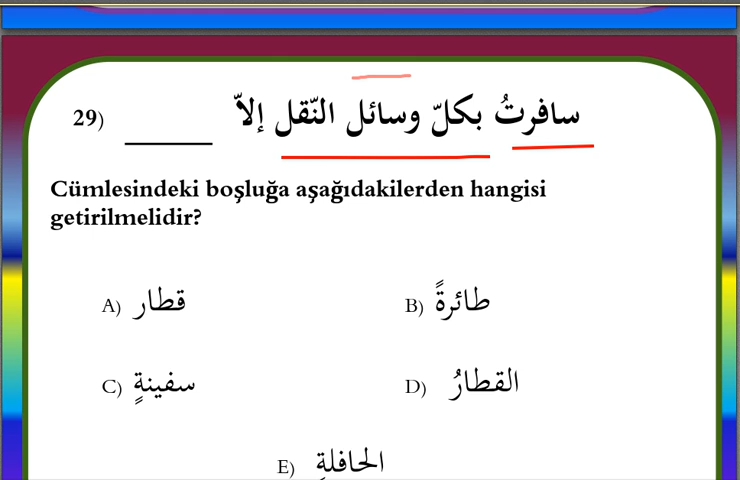 29) سافرتُ بكلّ وسائل النّقل إلاّ ______
Cümlesindeki boşluğa aşağıdakilerden hangisi
getirilmelidir?
A) قطار
B) طائرةً
C) سفينةٍ
D) القطارُ
E) الحافلةِ